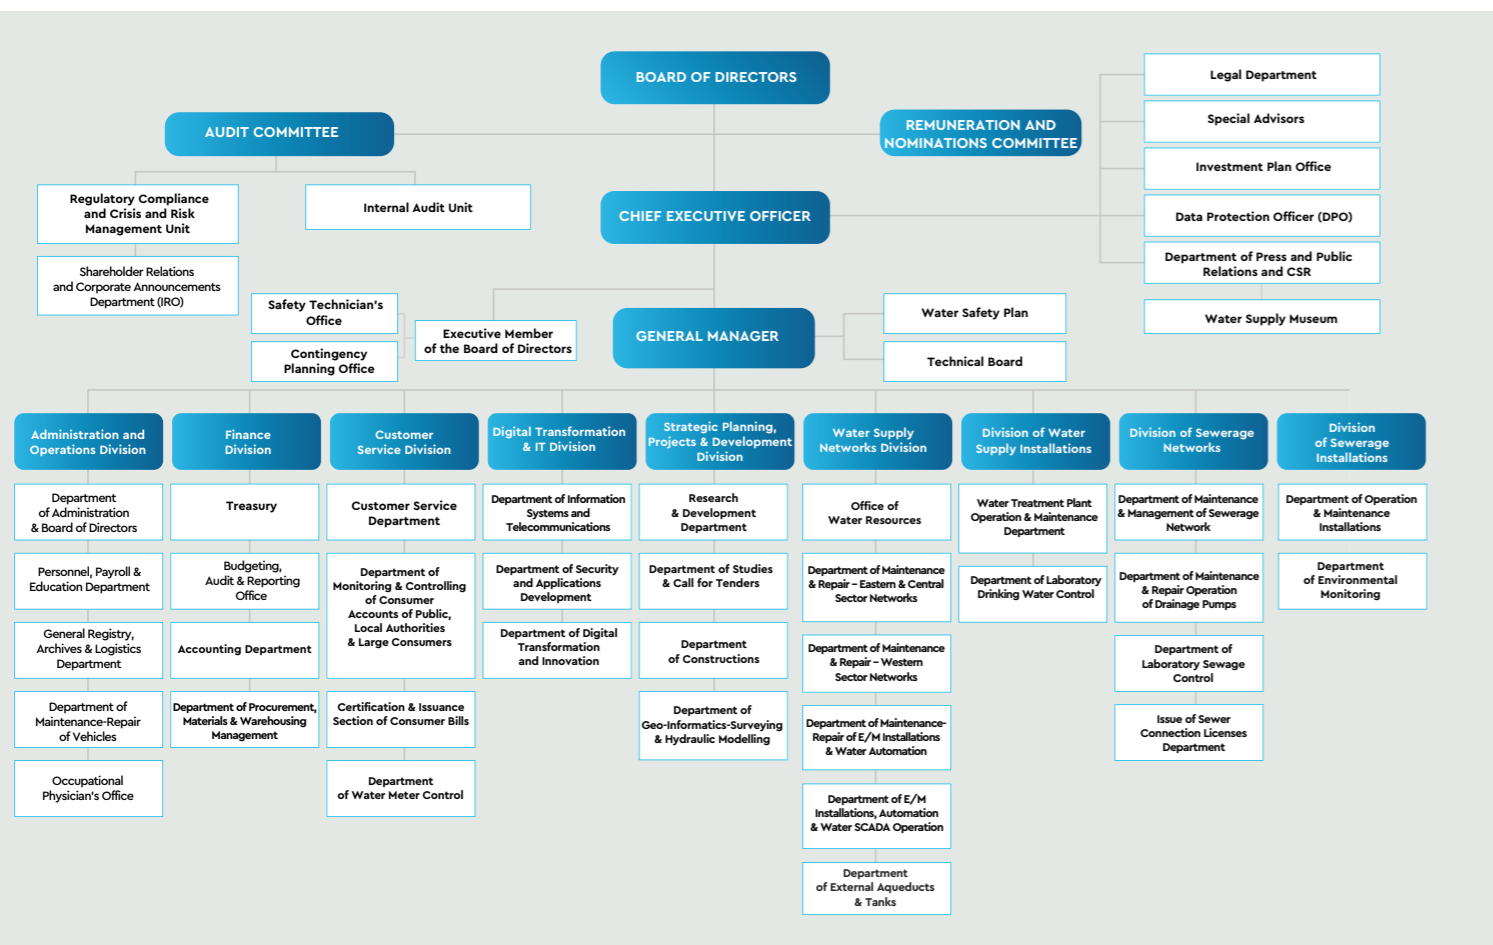 BOARD OF DIRECTORS
AUDIT COMMITTEE
REMUNERATION AND
NOMINATIONS COMMITTEE
Legal Department
Special Advisors
Investment Plan Office
Data Protection Officer (DPO)
Department of Press and Public
Relations and CSR
Water Supply Museum
Regulatory Compliance
and Crisis and Risk
Management Unit
Internal Audit Unit
Shareholder Relations
and Corporate Announcements
Department (IRO)
CHIEF EXECUTIVE OFFICER
Safety Technician's
Office
Contingency
Planning Office
Executive Member
of the Board of Directors
GENERAL MANAGER
Water Safety Plan
Technical Board
Administration and
Operations Division
Department
of Administration
& Board of Directors
Personnel, Payroll &
Education Department
General Registry,
Archives & Logistics
Department
Department of
Maintenance-Repair
of Vehicles
Occupational
Physician's Office
Finance
Division
Treasury
Budgeting,
Audit & Reporting
Office
Accounting Department
Department of Procurement,
Materials & Warehousing
Management
Customer
Service Division
Customer Service
Department
Department of
Monitoring & Controlling
of Consumer
Accounts of Public,
Local Authorities
& Large Consumers
Certification & Issuance
Section of Consumer Bills
Department
of Water Meter Control
Digital Transformation
& IT Division
Department of Information
Systems and
Telecommunications
Department of Security
and Applications
Development
Department of Digital
Transformation
and Innovation
Strategic Planning,
Projects & Development
Division
Research
& Development
Department
Department of Studies
& Call for Tenders
Department
of Constructions
Department of
Geo-Informatics-Surveying
& Hydraulic Modelling
Water Supply
Networks Division
Office of
Water Resources
Department of Maintenance
& Repair – Eastern & Central
Sector Networks
Department of Maintenance
& Repair – Western
Sector Networks
Department of Maintenance-
Repair of E/M Installations
& Water Automation
Department of E/M
Installations, Automation
& Water SCADA Operation
Department
of External Aqueducts
& Tanks
Division of Water
Supply Installations
Water Treatment Plant
Operation & Maintenance
Department
Department of Laboratory
Drinking Water Control
Division of Sewerage
Networks
Department of Maintenance
& Management of Sewerage
Network
Department of Maintenance
& Repair Operation
of Drainage Pumps
Department of
Laboratory Sewage
Control
Issue of Sewer
Connection Licenses
Department
Division
of Sewerage
Installations
Department of Operation
& Maintenance
Installations
Department
of Environmental
Monitoring